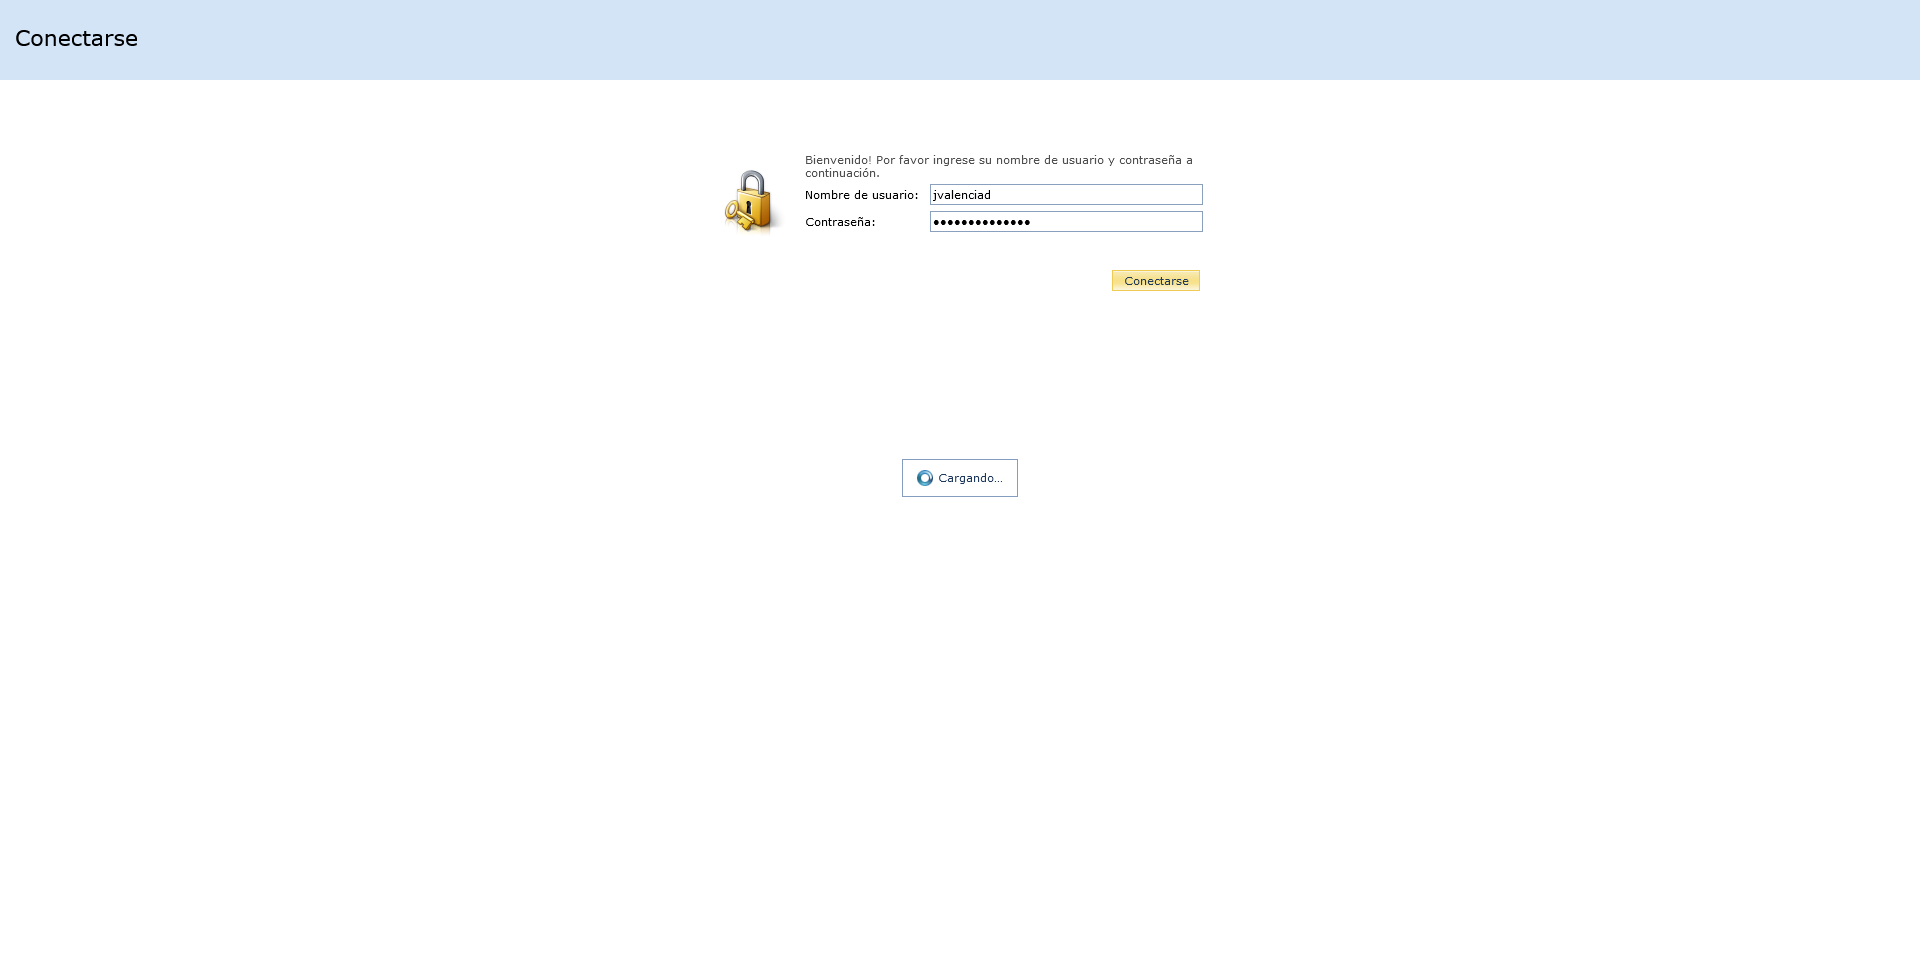 Conectarse
Bienvenido! Por favor ingrese su nombre de usuario y contraseña a
continuación.
Nombre de usuario: jvalenciad
Contraseña: ••••••••••••••
Conectarse
Cargando...